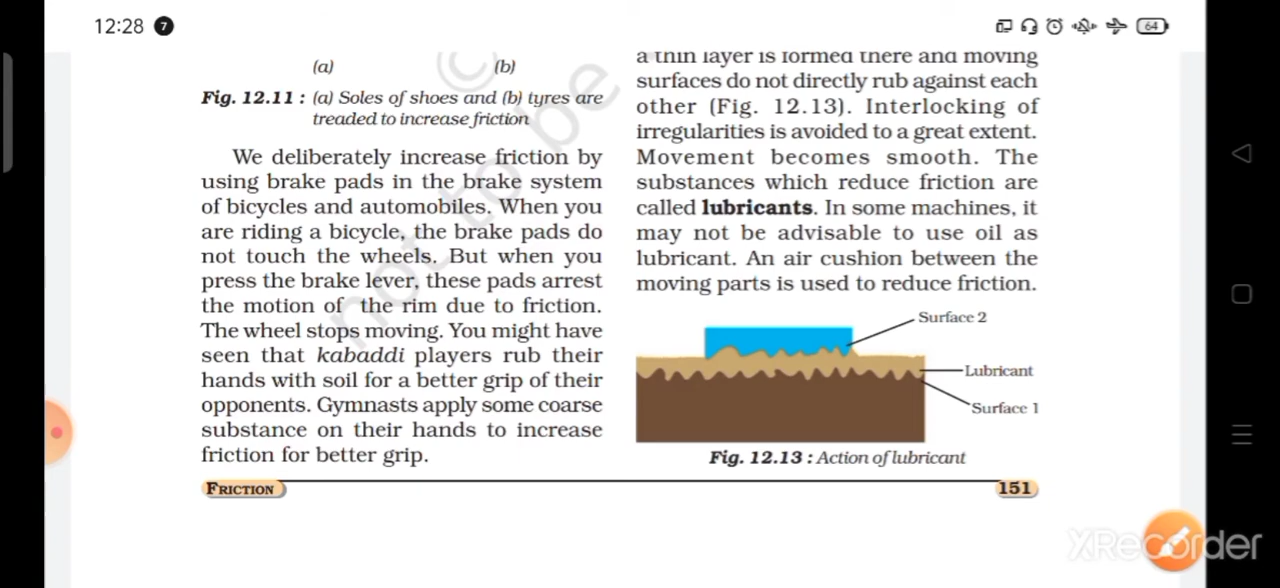 12:28 7
64
(a) (b)
Fig. 12.11 : (a) Soles of shoes and (b) tyres are
treaded to increase friction
We deliberately increase friction by
using brake pads in the brake system
of bicycles and automobiles. When you
are riding a bicycle, the brake pads do
not touch the wheels. But when you
press the brake lever, these pads arrest
the motion of the rim due to friction.
The wheel stops moving. You might have
seen that kabaddi players rub their
hands with soil for a better grip of their
opponents. Gymnasts apply some coarse
substance on their hands to increase
friction for better grip.
a thin layer is formed there and moving
surfaces do not directly rub against each
other (Fig. 12.13). Interlocking of
irregularities is avoided to a great extent.
Movement becomes smooth. The
substances which reduce friction are
called lubricants. In some machines, it
may not be advisable to use oil as
lubricant. An air cushion between the
moving parts is used to reduce friction.
Surface 2
Lubricant
Surface 1
Fig. 12.13 : Action of lubricant
FRICTION
151
© not to be
XRecorder